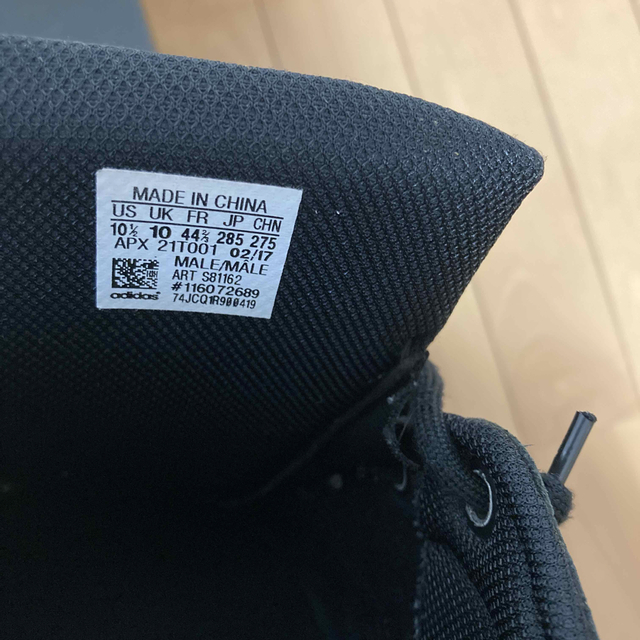 MADE IN CHINA
US UK FR JP CHN
10½ 10 44⅔ 285 275
APX 21T001 02/17
MALE/MALE
ART S81162
#116072689
adidas 74JCQ1R900419